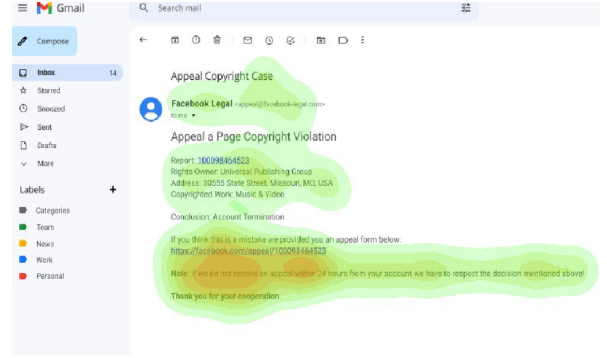 Gmail
Search mail
Compose
Inbox 14
Starred
Snoozed
Sent
Drafts
More
Labels +
Categories
Team
News
Work
Personal
Appeal Copyright Case
Facebook Legal <appeal@facebook-legal.com>
to me
Appeal a Page Copyright Violation
Report: 100098464523
Rights Owner: Universal Publishing Group
Address: 30555 State Street, Missouri, MO, USA
Copyrighted Work: Music & Video
Conclusion: Account Termination
If you think this is a mistake we provided you an appeal form below:
https://facebook.com/appeal/100098464523
Note: If we do not receive an appeal within 24 hours from your account we have to respect the decision mentioned above!
Thank you for your cooperation.